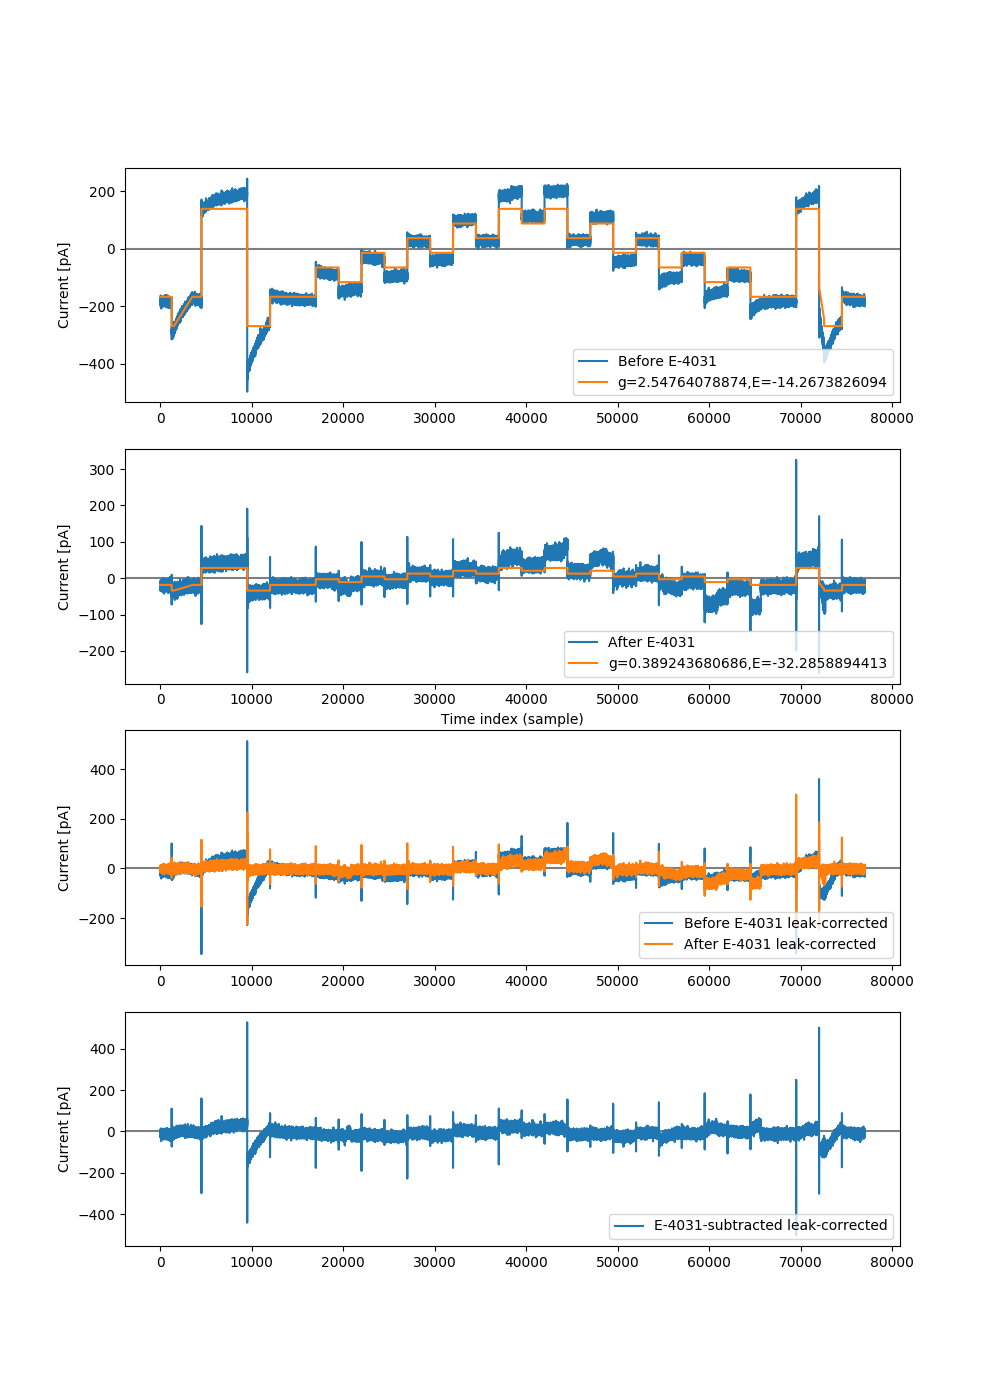 200
0
−200
−400
Current [pA]
Before E-4031
g=2.54764078874,E=-14.2673826094
0 10000 20000 30000 40000 50000 60000 70000 80000
300
200
100
0
−100
−200
Current [pA]
After E-4031
g=0.389243680686,E=-32.2858894413
0 10000 20000 30000 40000 50000 60000 70000 80000
Time index (sample)
400
200
0
−200
Current [pA]
Before E-4031 leak-corrected
After E-4031 leak-corrected
0 10000 20000 30000 40000 50000 60000 70000 80000
400
200
0
−200
−400
Current [pA]
E-4031-subtracted leak-corrected
0 10000 20000 30000 40000 50000 60000 70000 80000